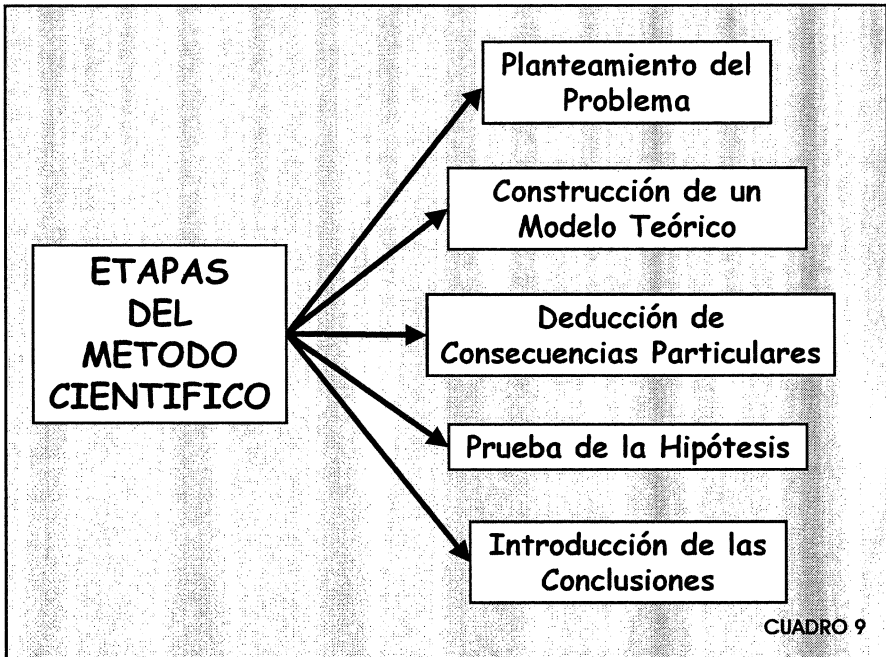 Planteamiento del
Problema
Construcción de un
Modelo Teórico
ETAPAS
DEL
METODO
CIENTIFICO
Deducción de
Consecuencias Particulares
Prueba de la Hipótesis
Introducción de las
Conclusiones
CUADRO 9